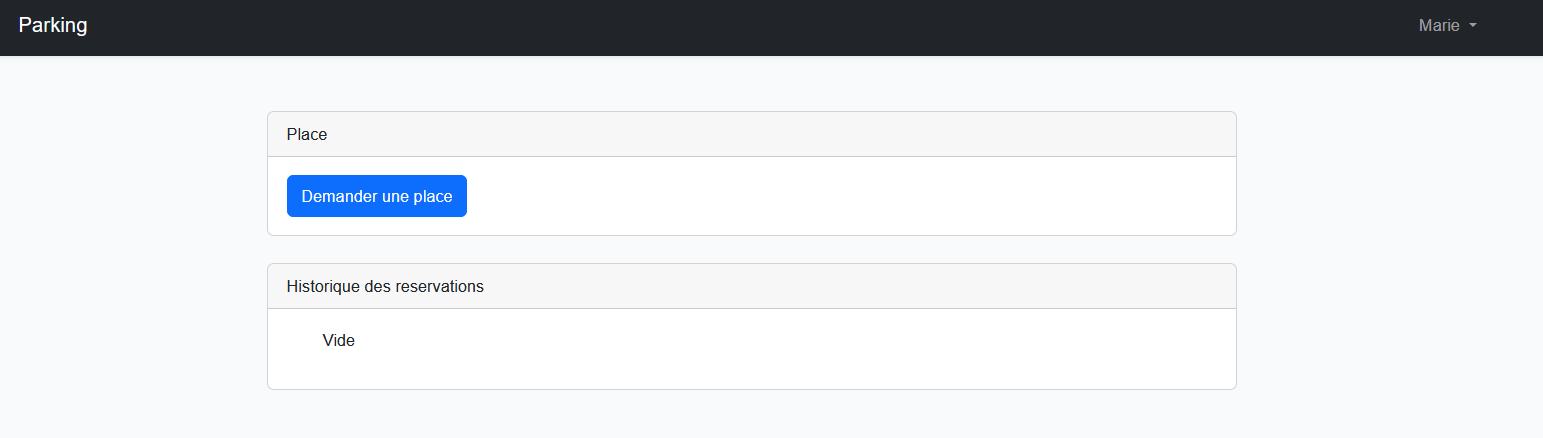 Parking
Marie
Place
Demander une place
Historique des reservations
Vide